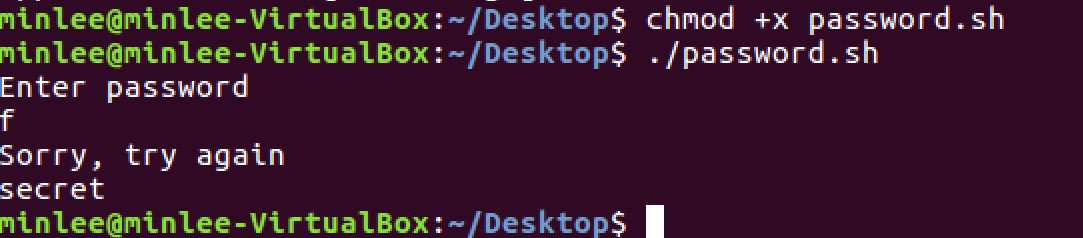 minlee@minlee-VirtualBox:~/Desktop$ chmod +x password.sh
minlee@minlee-VirtualBox:~/Desktop$ ./password.sh
Enter password
f
Sorry, try again
secret
minlee@minlee-VirtualBox:~/Desktop$